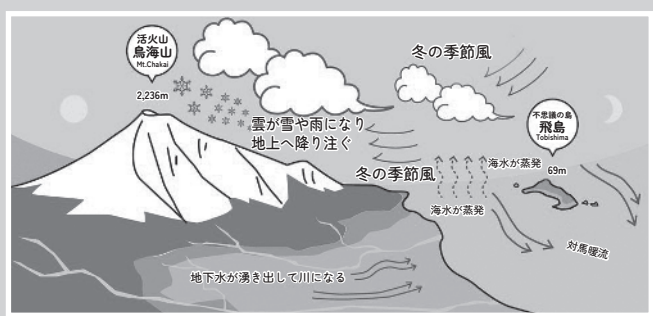 活火山
鳥海山
Mt.Chakai
2,236m
冬の季節風
不思議の島
飛島
Tobishima
69m
雲が雪や雨になり
地上へ降り注ぐ
冬の季節風
海水が蒸発
海水が蒸発
対馬暖流
地下水が湧き出して川になる